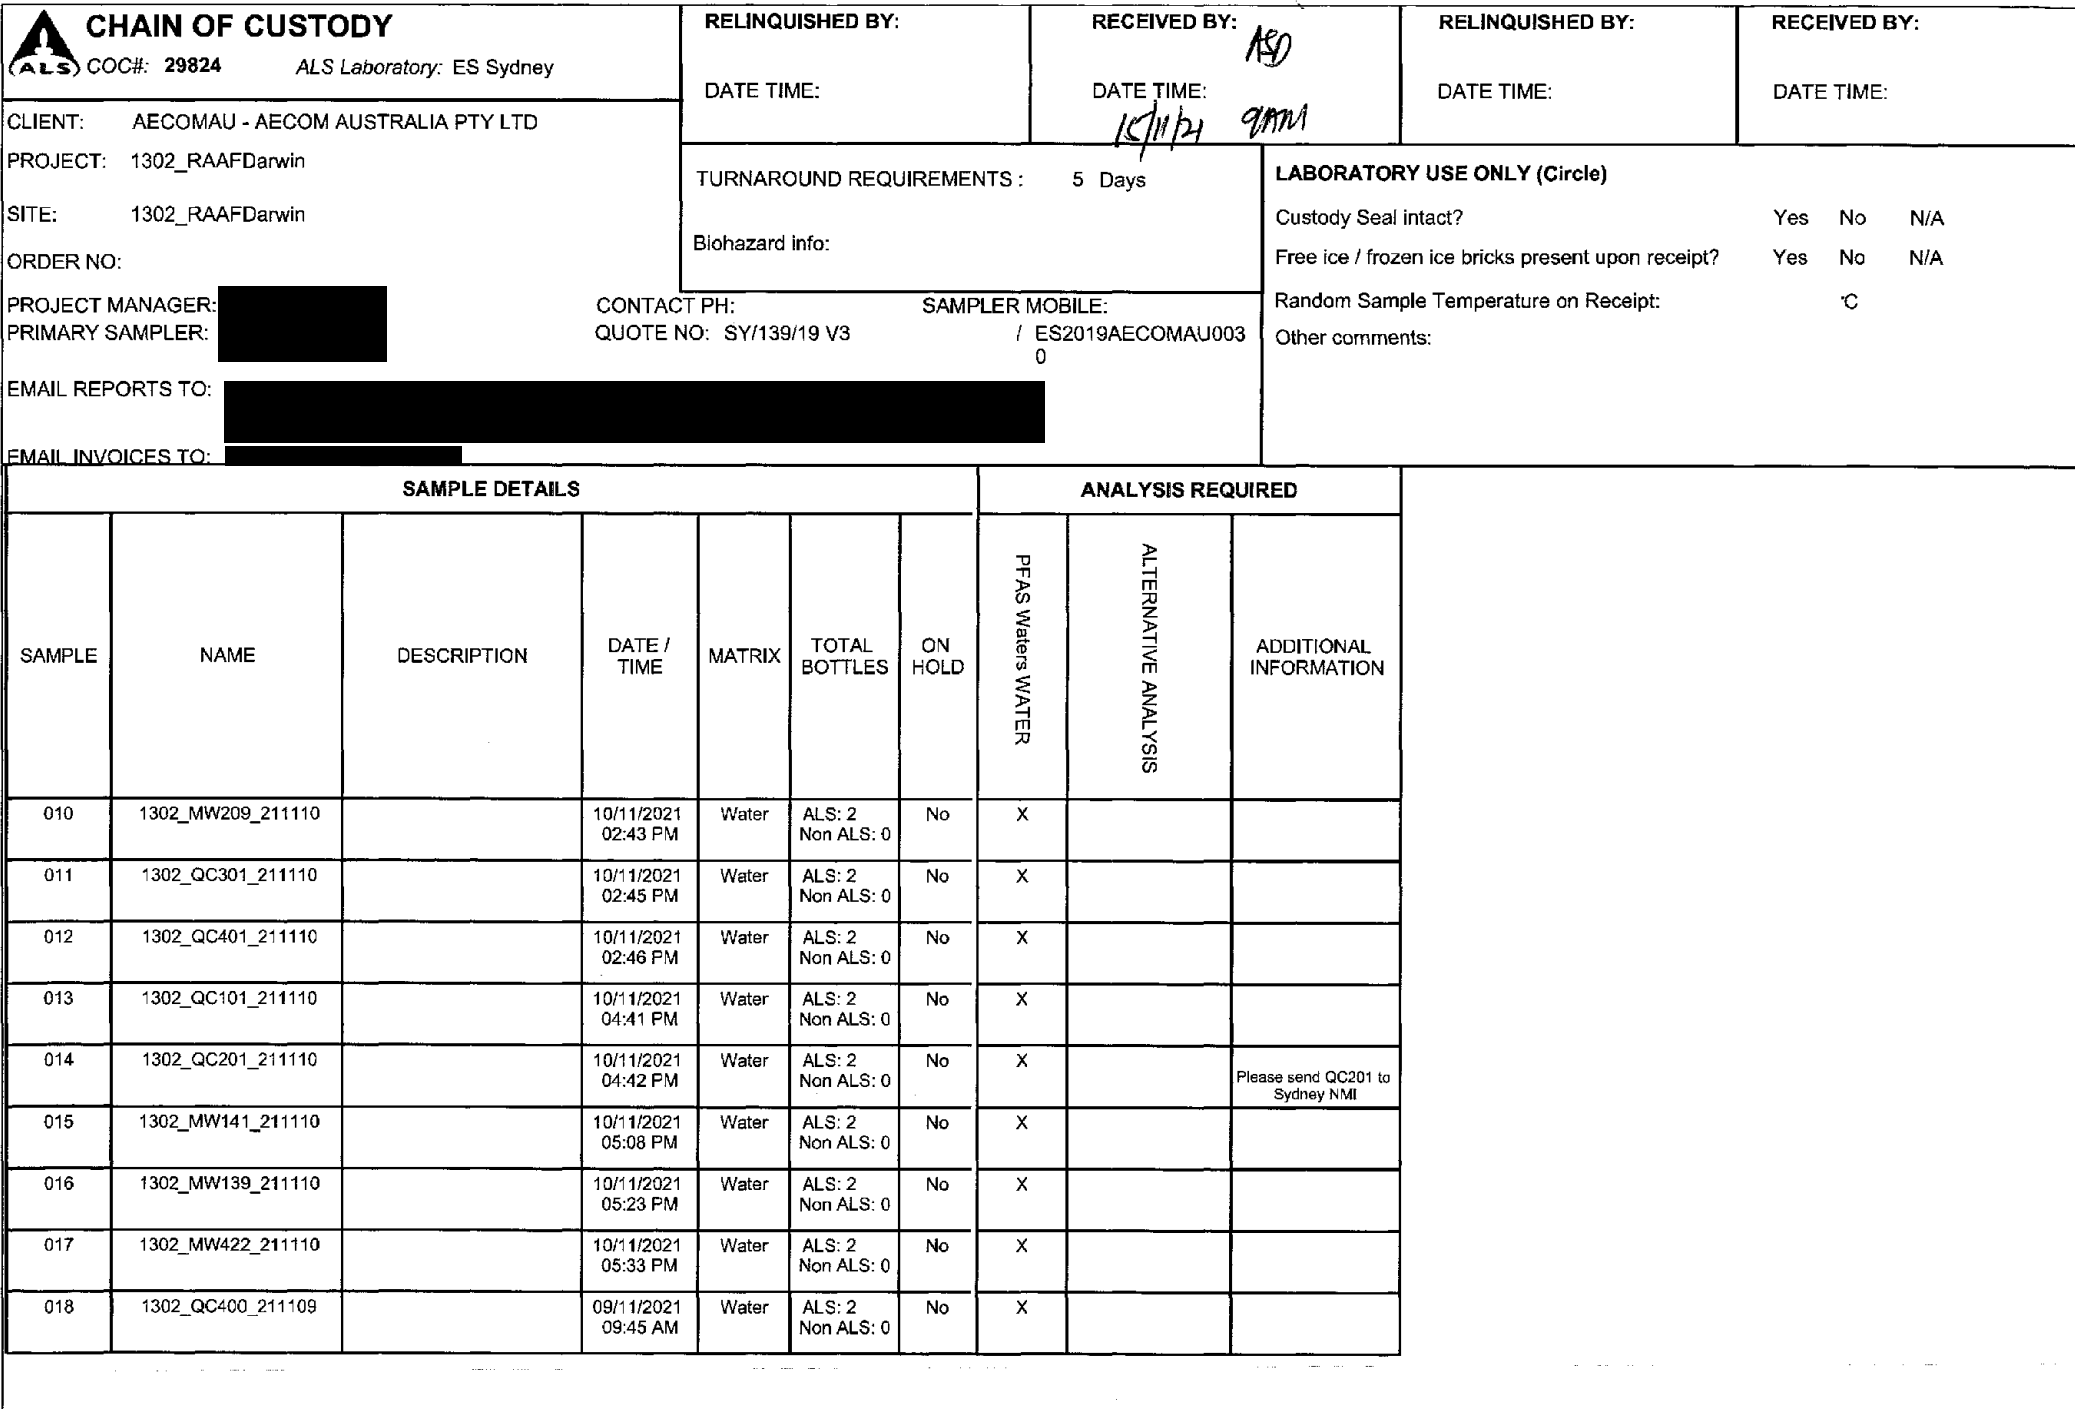 CHAIN OF CUSTODY
ALS
COC#: 29824 ALS Laboratory: ES Sydney
RELINQUISHED BY:
DATE TIME:
RECEIVED BY:
ASD
DATE TIME:
15/11/21 9AM
RELINQUISHED BY:
DATE TIME:
RECEIVED BY:
DATE TIME:
CLIENT: AECOMAU - AECOM AUSTRALIA PTY LTD
PROJECT: 1302_RAAFDarwin
SITE: 1302_RAAFDarwin
ORDER NO:
TURNAROUND REQUIREMENTS : 5 Days
Biohazard info:
LABORATORY USE ONLY (Circle)
Custody Seal intact? Yes No N/A
Free ice / frozen ice bricks present upon receipt? Yes No N/A
Random Sample Temperature on Receipt: °C
Other comments:
PROJECT MANAGER: CONTACT PH: SAMPLER MOBILE:
PRIMARY SAMPLER: QUOTE NO: SY/139/19 V3 / ES2019AECOMAU003
0
EMAIL REPORTS TO:
EMAIL INVOICES TO:
SAMPLE DETAILS ANALYSIS REQUIRED
SAMPLE NAME DESCRIPTION DATE / TIME MATRIX TOTAL BOTTLES ON HOLD PFAS Waters WATER ALTERNATIVE ANALYSIS ADDITIONAL INFORMATION
010 1302_MW209_211110 10/11/2021 Water ALS: 2 No X
02:43 PM Non ALS: 0
011 1302_QC301_211110 10/11/2021 Water ALS: 2 No X
02:45 PM Non ALS: 0
012 1302_QC401_211110 10/11/2021 Water ALS: 2 No X
02:46 PM Non ALS: 0
013 1302_QC101_211110 10/11/2021 Water ALS: 2 No X
04:41 PM Non ALS: 0
014 1302_QC201_211110 10/11/2021 Water ALS: 2 No X
04:42 PM Non ALS: 0 Please send QC201 to
Sydney NMI
015 1302_MW141_211110 10/11/2021 Water ALS: 2 No X
05:08 PM Non ALS: 0
016 1302_MW139_211110 10/11/2021 Water ALS: 2 No X
05:23 PM Non ALS: 0
017 1302_MW422_211110 10/11/2021 Water ALS: 2 No X
05:33 PM Non ALS: 0
018 1302_QC400_211109 09/11/2021 Water ALS: 2 No X
09:45 AM Non ALS: 0